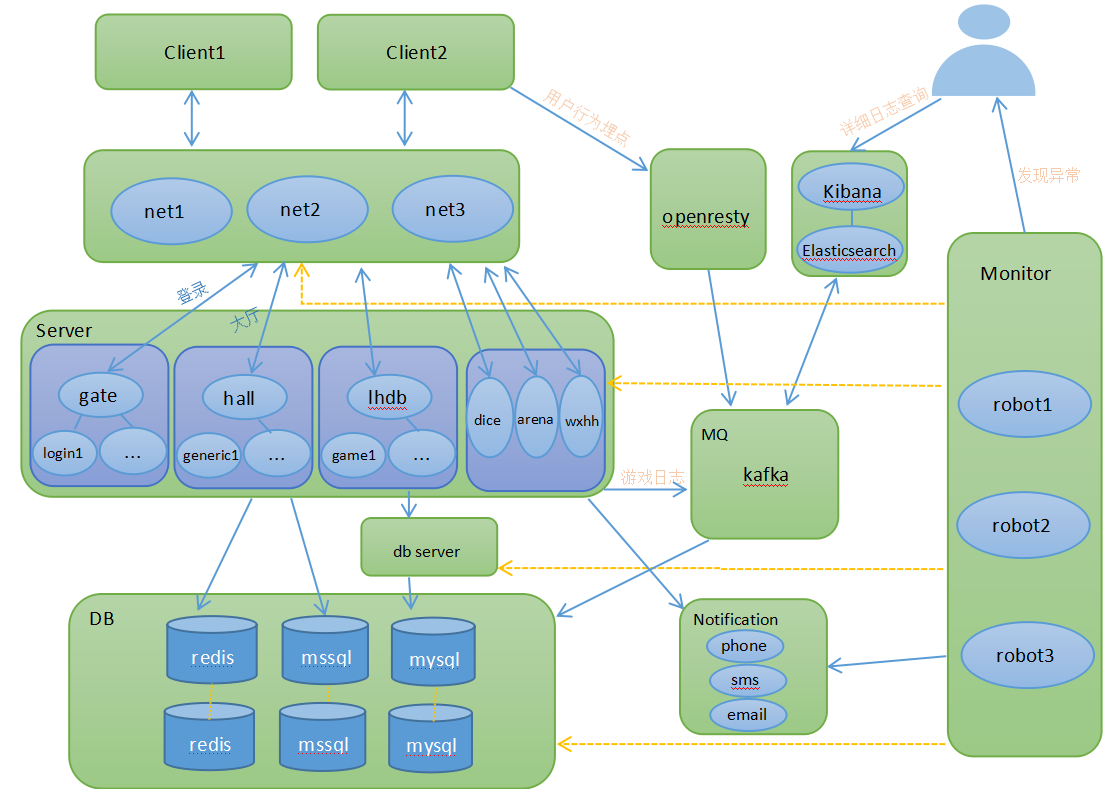 Client1
Client2
用户行为埋点
详细日志查询
发现异常
net1
net2
net3
openresty
Kibana
Elasticsearch
Monitor
登录
大厅
Server
gate
login1
...
hall
generic1
...
lhdb
game1
...
dice
arena
wxhh
游戏日志
MQ
kafka
robot1
robot2
robot3
db server
DB
redis
mssql
mysql
redis
mssql
mysql
Notification
phone
sms
email